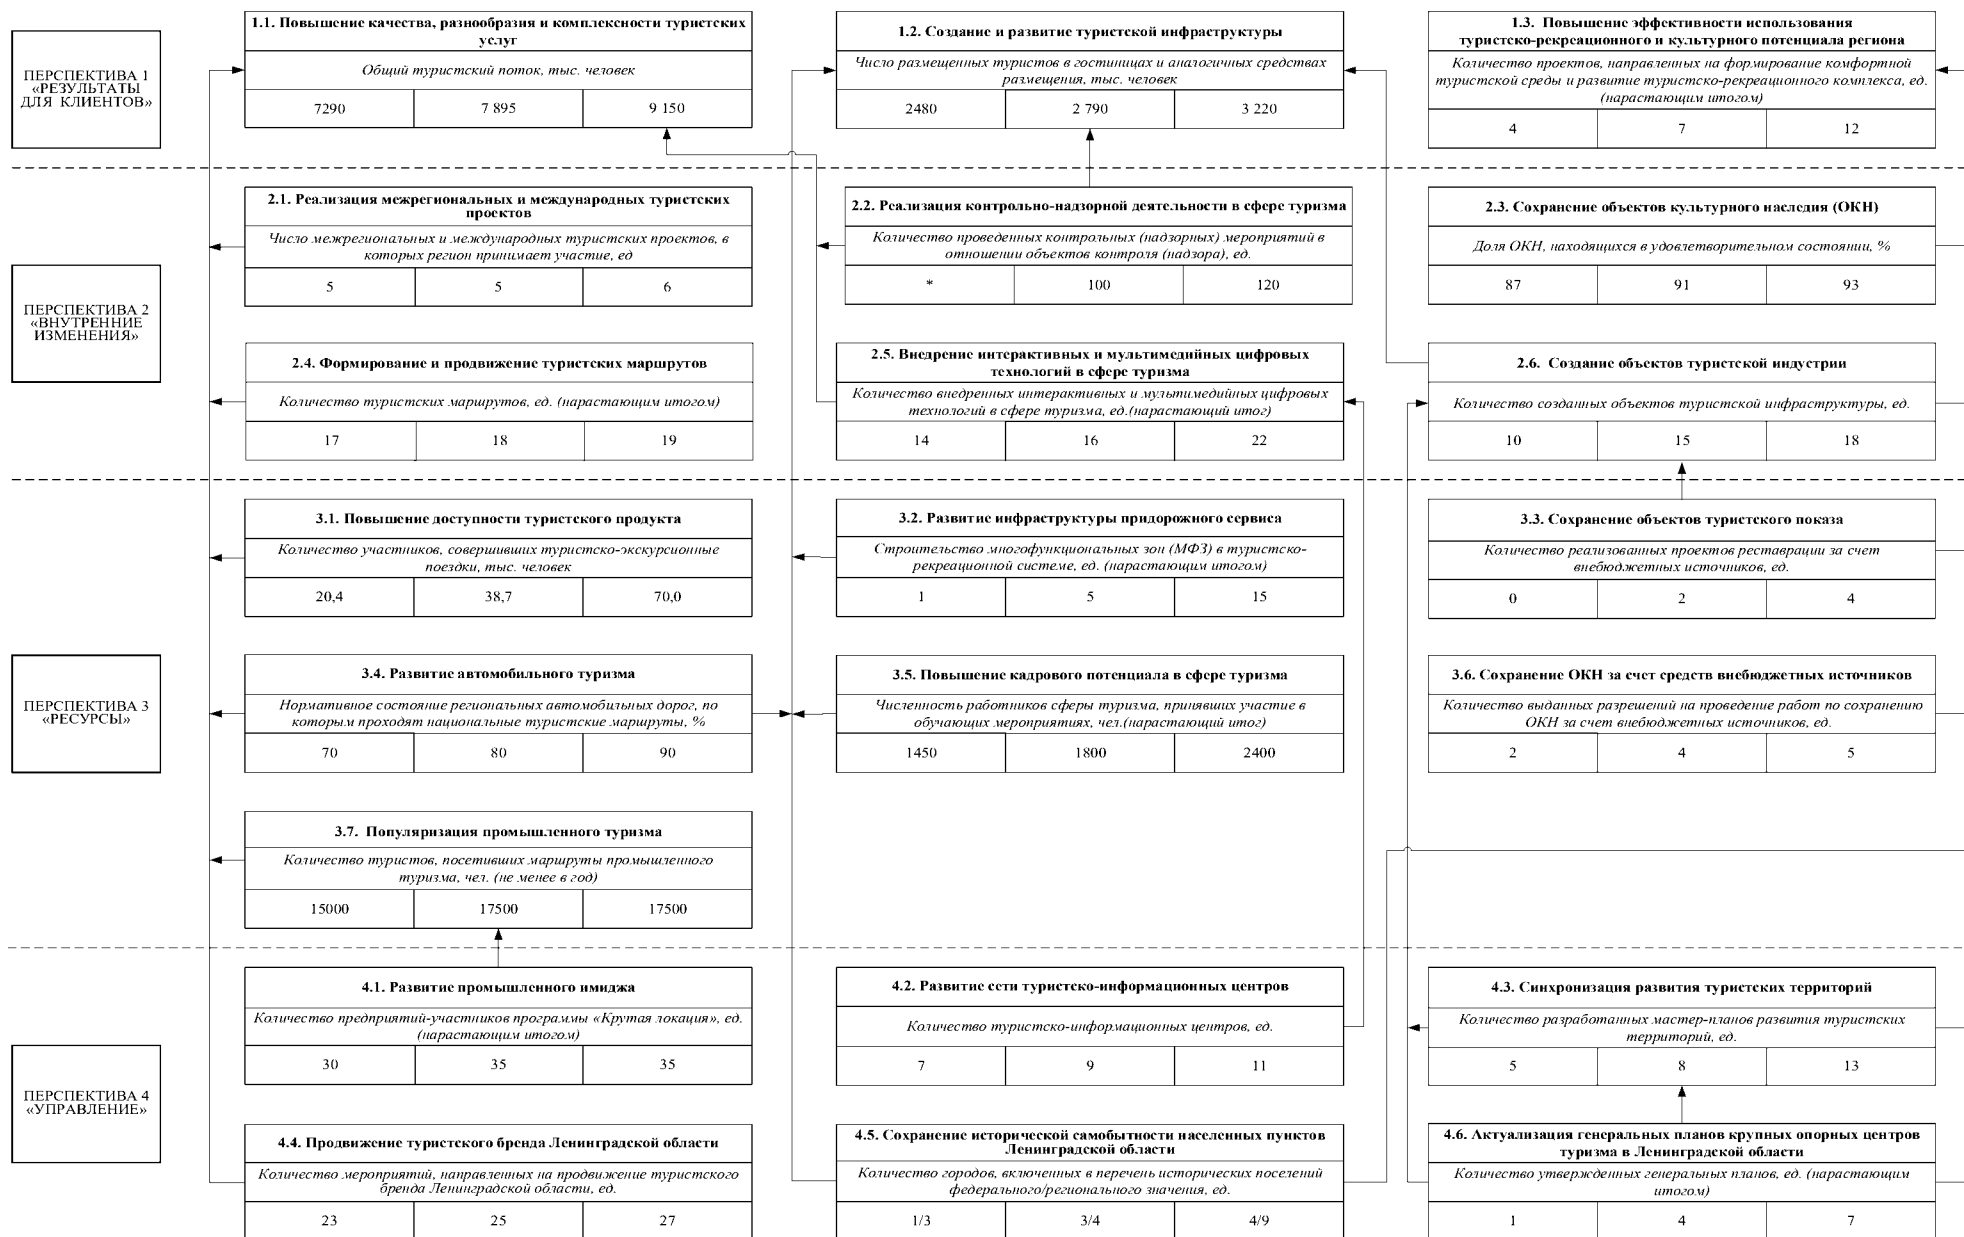 ПЕРСПЕКТИВА 1
«РЕЗУЛЬТАТЫ
ДЛЯ КЛИЕНТОВ»
1.1. Повышение качества, разнообразия и комплексности туристских
услуг
Общий туристский поток, тыс. человек
7290 7 895 9 150
1.2. Создание и развитие туристской инфраструктуры
Число размещенных туристов в гостиницах и аналогичных средствах
размещения, тыс. человек
2480 2 790 3 220
1.3. Повышение эффективности использования
туристско-рекреационного и культурного потенциала региона
Количество проектов, направленных на формирование комфортной
туристской среды и развитие туристско-рекреационного комплекса, ед.
(нарастающим итогом)
4 7 12
ПЕРСПЕКТИВА 2
«ВНУТРЕННИЕ
ИЗМЕНЕНИЯ»
2.1. Реализация межрегиональных и международных туристских
проектов
Число межрегиональных и международных туристских проектов, в
которых регион принимает участие, ед
5 5 6
2.2. Реализация контрольно-надзорной деятельности в сфере туризма
Количество проведенных контрольных (надзорных) мероприятий в
отношении объектов контроля (надзора), ед.
* 100 120
2.3. Сохранение объектов культурного наследия (ОКН)
Доля ОКН, находящихся в удовлетворительном состоянии, %
87 91 93
2.4. Формирование и продвижение туристских маршрутов
Количество туристских маршрутов, ед. (нарастающим итогом)
17 18 19
2.5. Внедрение интерактивных и мультимедийных цифровых
технологий в сфере туризма
Количество внедренных интерактивных и мультимедийных цифровых
технологий в сфере туризма, ед.(нарастающий итог)
14 16 22
2.6. Создание объектов туристской индустрии
Количество созданных объектов туристской инфраструктуры, ед.
10 15 18
ПЕРСПЕКТИВА 3
«РЕСУРСЫ»
3.1. Повышение доступности туристского продукта
Количество участников, совершивших туристско-экскурсионные
поездки, тыс. человек
20,4 38,7 70,0
3.2. Развитие инфраструктуры придорожного сервиса
Строительство многофункциональных зон (МФЗ) в туристско-
рекреационной системе, ед. (нарастающим итогом)
1 5 15
3.3. Сохранение объектов туристского показа
Количество реализованных проектов реставрации за счет
внебюджетных источников, ед.
0 2 4
3.4. Развитие автомобильного туризма
Нормативное состояние региональных автомобильных дорог, по
которым проходят национальные туристские маршруты, %
70 80 90
3.5. Повышение кадрового потенциала в сфере туризма
Численность работников сферы туризма, принявших участие в
обучающих мероприятиях, чел.(нарастающий итог)
1450 1800 2400
3.6. Сохранение ОКН за счет средств внебюджетных источников
Количество выданных разрешений на проведение работ по сохранению
ОКН за счет внебюджетных источников, ед.
2 4 5
3.7. Популяризация промышленного туризма
Количество туристов, посетивших маршруты промышленного
туризма, чел. (не менее в год)
15000 17500 17500
ПЕРСПЕКТИВА 4
«УПРАВЛЕНИЕ»
4.1. Развитие промышленного имиджа
Количество предприятий-участников программы «Крутая локация», ед.
(нарастающим итогом)
30 35 35
4.2. Развитие сети туристско-информационных центров
Количество туристско-информационных центров, ед.
7 9 11
4.3. Синхронизация развития туристских территорий
Количество разработанных мастер-планов развития туристских
территорий, ед.
5 8 13
4.4. Продвижение туристского бренда Ленинградской области
Количество мероприятий, направленных на продвижение туристского
бренда Ленинградской области, ед.
23 25 27
4.5. Сохранение исторической самобытности населенных пунктов
Ленинградской области
Количество городов, включенных в перечень исторических поселений
федерального/регионального значения, ед.
1/3 3/4 4/9
4.6. Актуализация генеральных планов крупных опорных центров
туризма в Ленинградской области
Количество утвержденных генеральных планов, ед. (нарастающим
итогом)
1 4 7